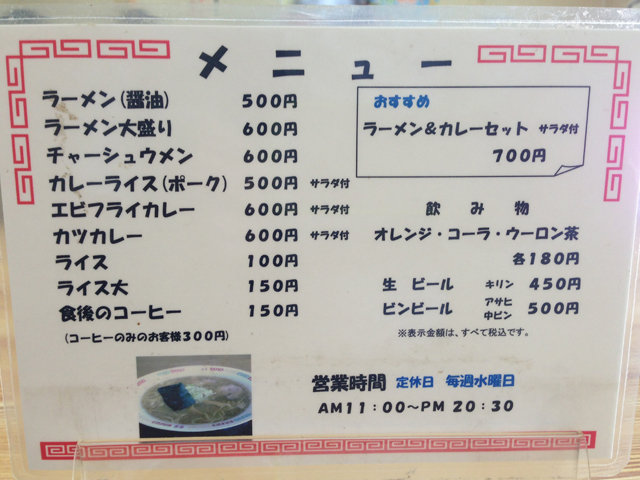 メニュー
ラーメン(醤油) 500円
ラーメン大盛り 600円
チャーシュウメン 600円
カレーライス(ポーク) 500円 サラダ付
エビフライカレー 600円 サラダ付
カツカレー 600円 サラダ付
ライス 100円
ライス大 150円
食後のコーヒー 150円
(コーヒーのみのお客様300円)
おすすめ
ラーメン&カレーセット サラダ付
700円
飲み物
オレンジ・コーラ・ウーロン茶
各180円
生 ビール キリン 450円
ビンビール アサヒ中ビン 500円
※表示金額は、すべて税込です。
営業時間 定休日 毎週水曜日
AM11:00〜PM 20:30